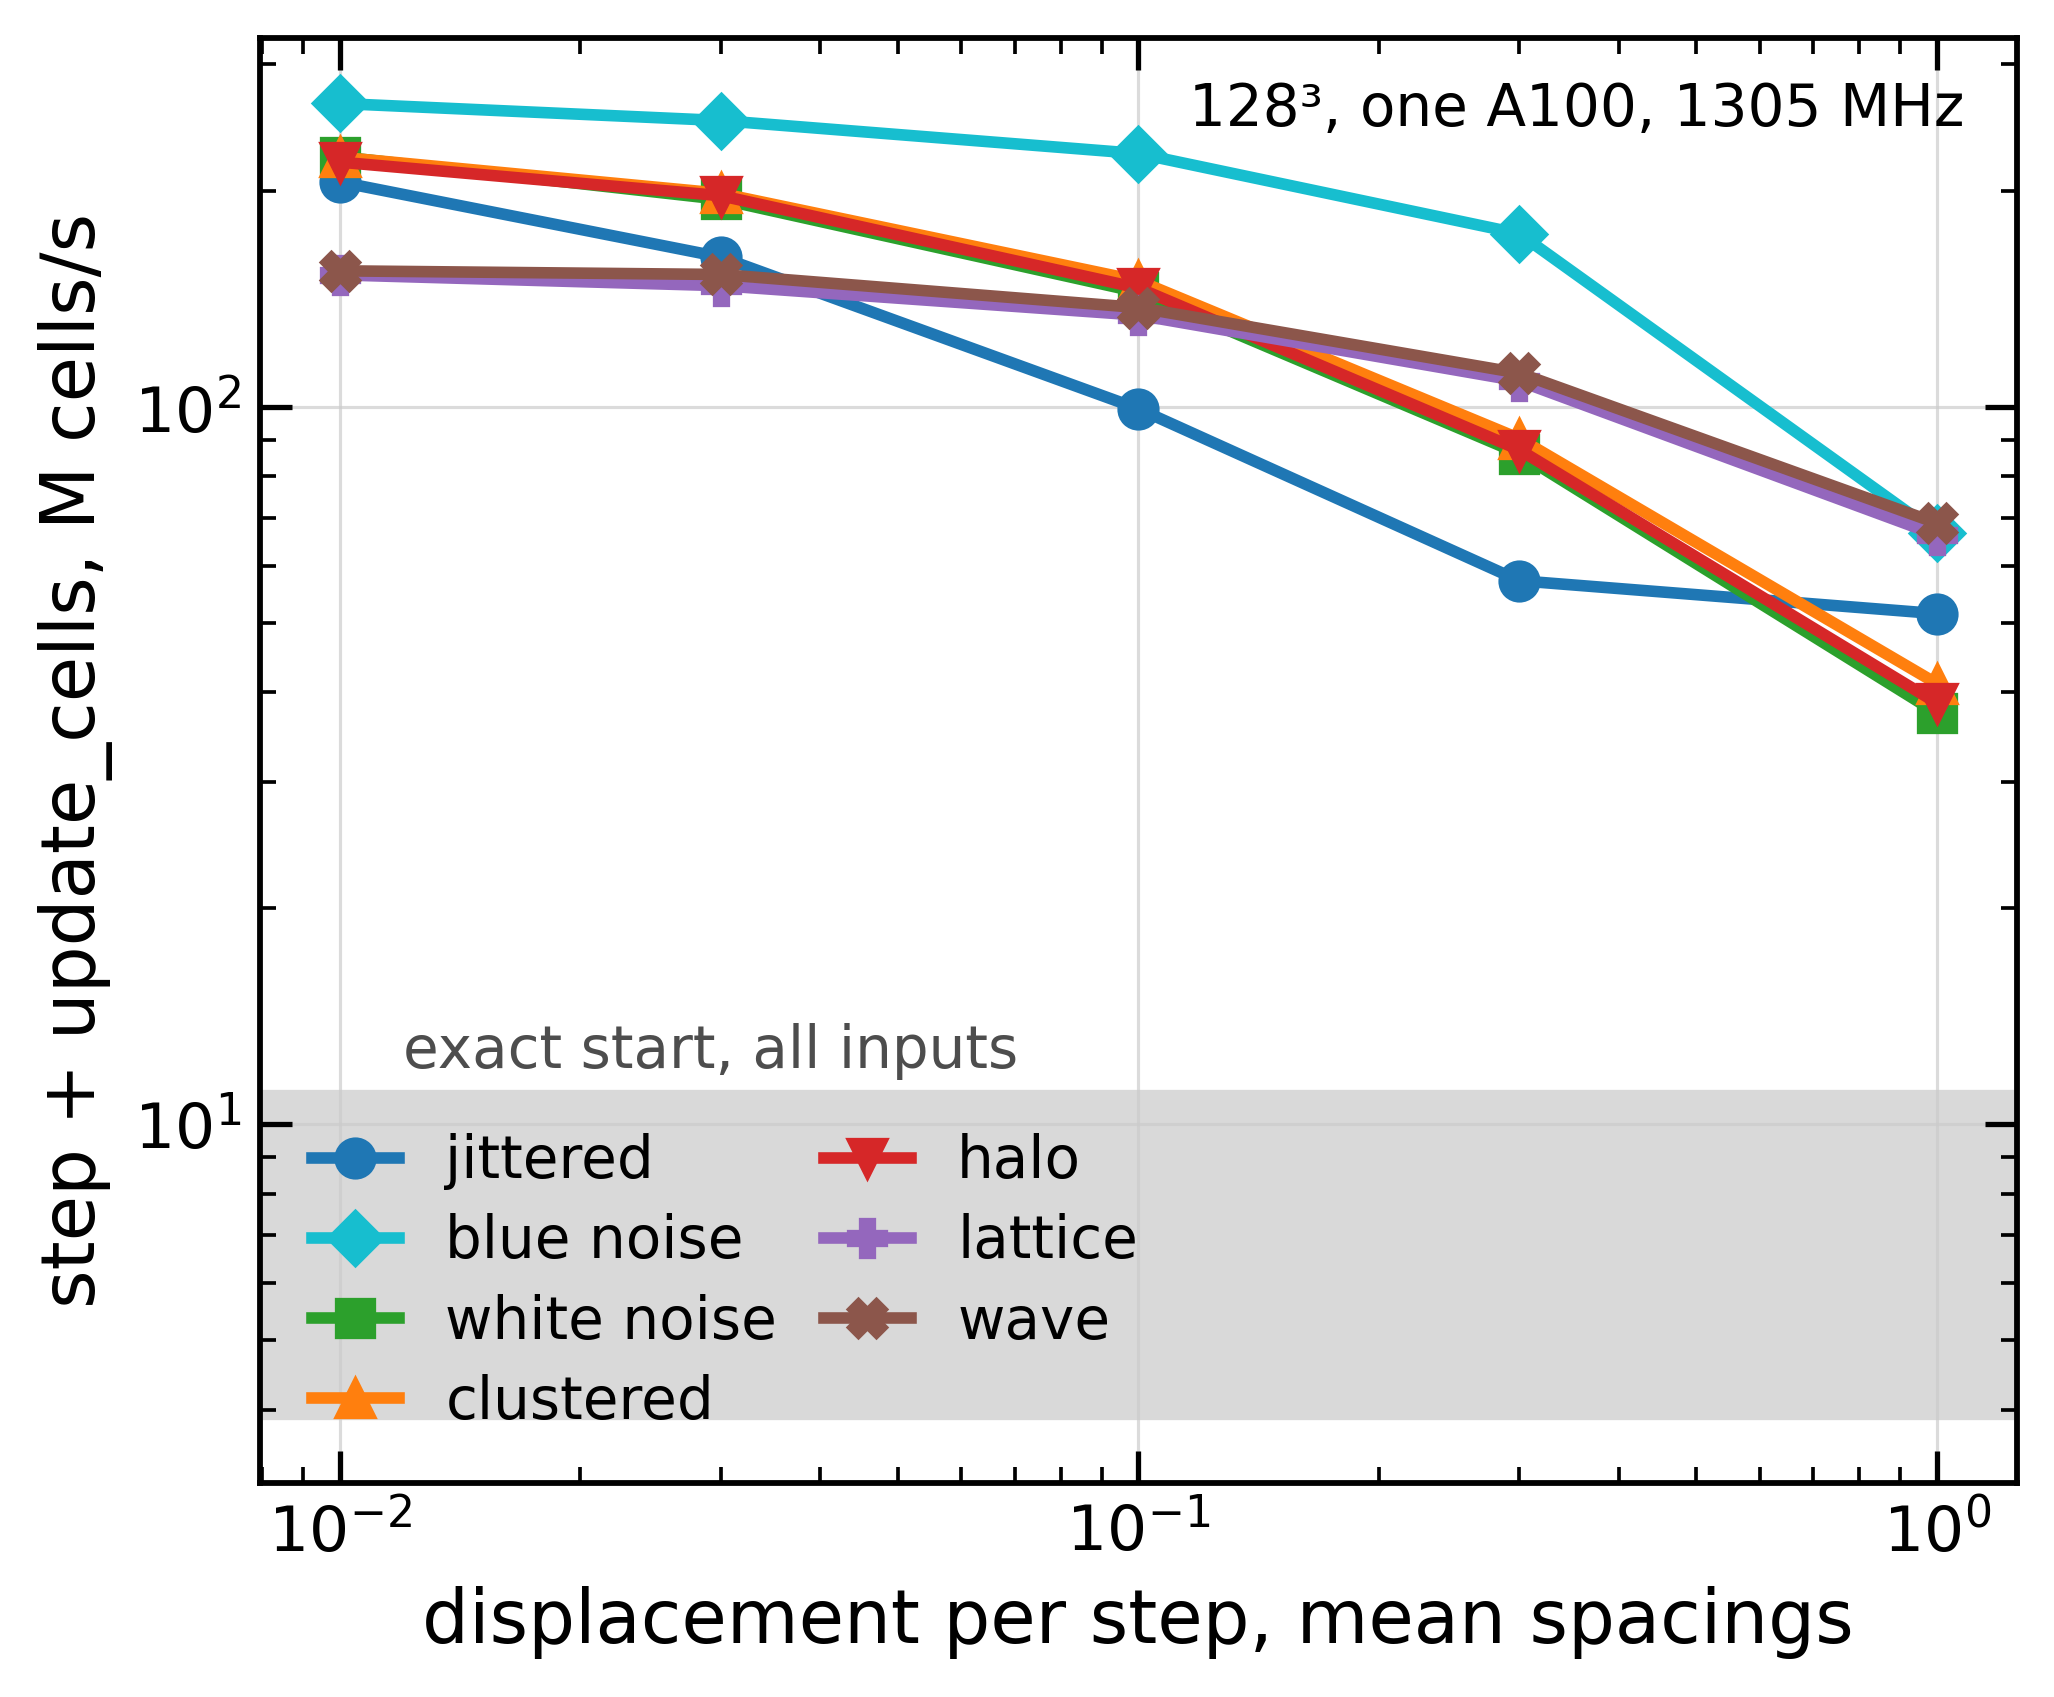 128³, one A100, 1305 MHz
step + update_cells, M cells/s
10²
10¹
exact start, all inputs
jittered
blue noise
white noise
clustered
halo
lattice
wave
10⁻²
10⁻¹
10⁰
displacement per step, mean spacings